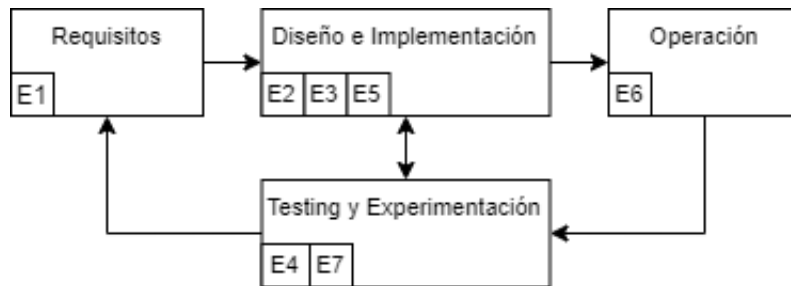 Requisitos
E1
Diseño e Implementación
E2 E3 E5
Operación
E6
Testing y Experimentación
E4 E7